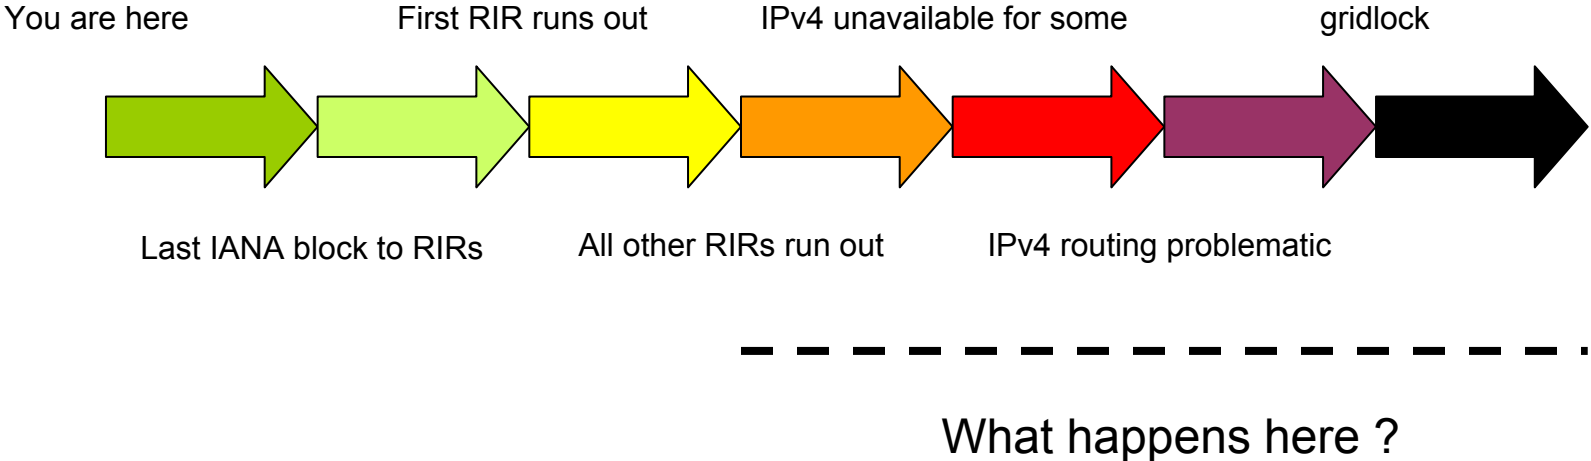 You are here
First RIR runs out
IPv4 unavailable for some
gridlock
Last IANA block to RIRs
All other RIRs run out
IPv4 routing problematic
What happens here ?